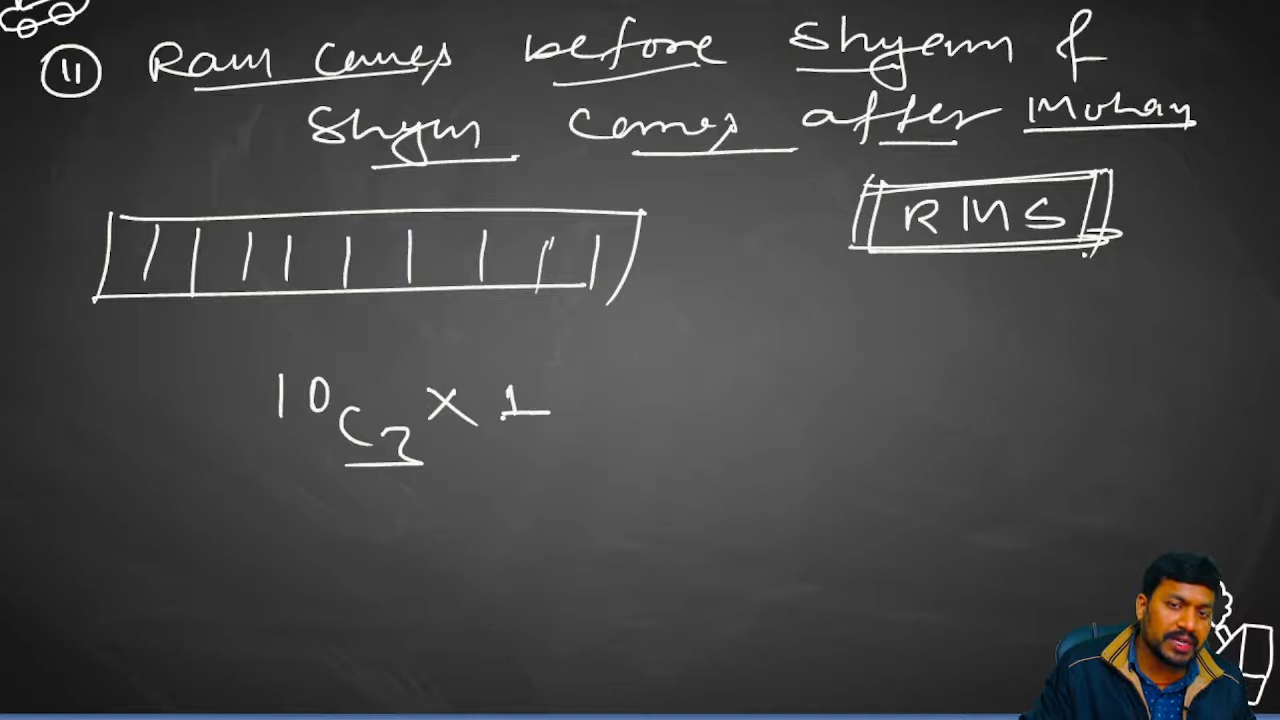 11 Ram comes before Shyam &
Shyam comes after Mohan
RMS
10C3 × 1